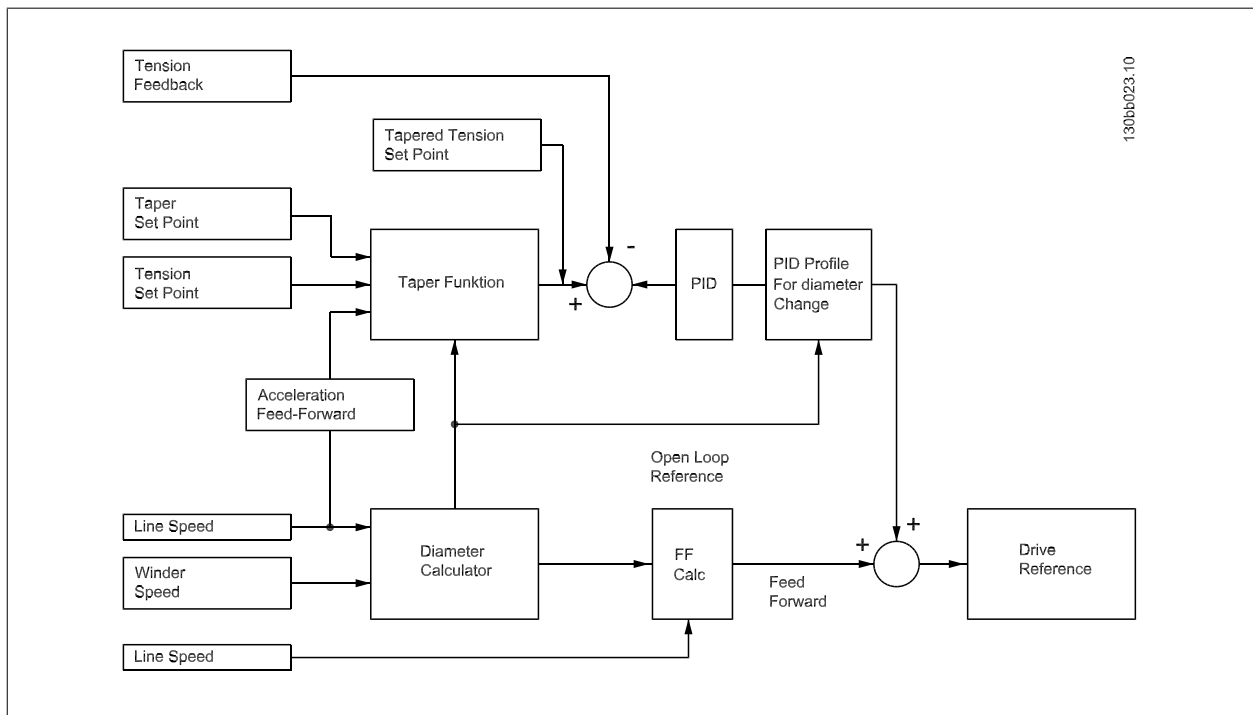 Tension
Feedback
130bb023.10
Tapered Tension
Set Point
Taper
Set Point
Tension
Set Point
Taper Funktion
-
+
PID
PID Profile
For diameter
Change
Acceleration
Feed-Forward
Open Loop
Reference
Line Speed
Winder
Speed
Diameter
Calculator
FF
Calc
+
+
Feed
Forward
Drive
Reference
Line Speed